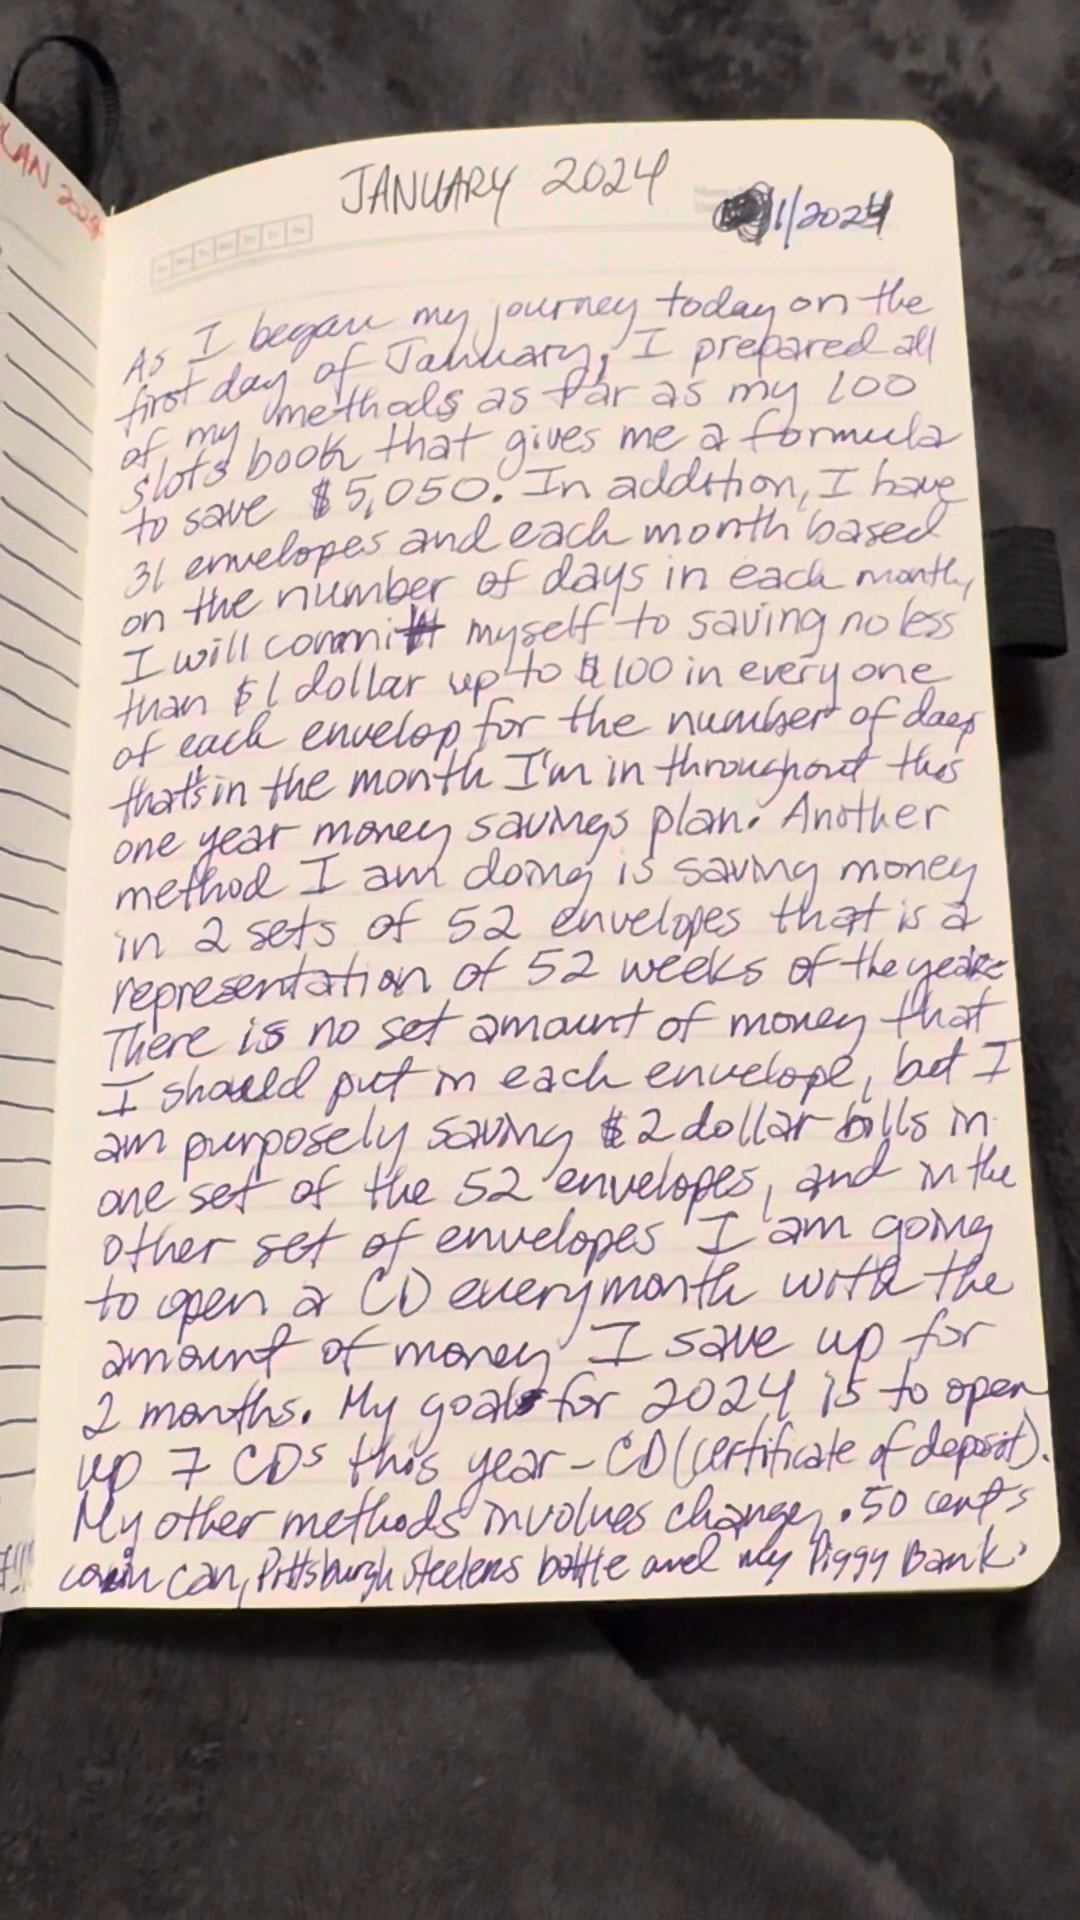 PLAN 2024
JANUARY 2024
1/2024
As I began my journey today on the
first day of January, I prepared all
of my methods as far as my 100
slots book that gives me a formula
to save $5,050. In addition, I have
31 envelopes and each month based
on the number of days in each month,
I will commit myself to saving no less
than $1 dollar up to $100 in every one
of each envelop for the number of days
that's in the month I'm in throughout this
one year money savings plan. Another
method I am doing is saving money
in 2 sets of 52 envelopes that is a
representation of 52 weeks of the year.
There is no set amount of money that
I should put in each envelope, but I
am purposely saving $2 dollar bills in
one set of the 52 envelopes, and in the
other set of envelopes I am going
to open a CD every month with the
amount of money I save up for
2 months. My goal for 2024 is to open
up 7 CDs this year - CD (certificate of deposit).
My other methods involves change, .50 cent's
coin can, Pittsburgh Steelers bottle and my Piggy Bank.